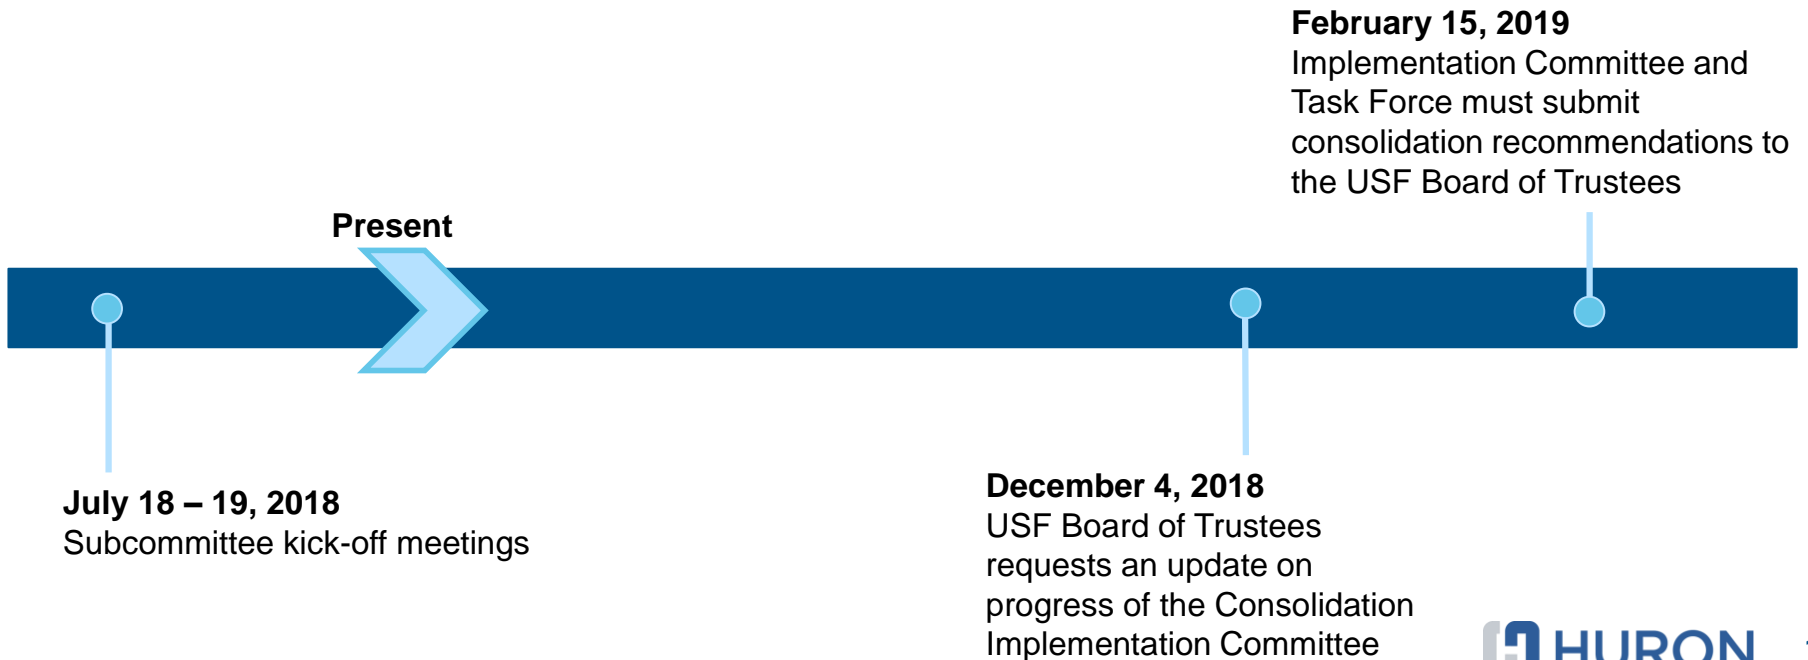 February 15, 2019
Implementation Committee and
Task Force must submit
consolidation recommendations to
the USF Board of Trustees
Present
July 18 – 19, 2018
Subcommittee kick-off meetings
December 4, 2018
USF Board of Trustees
requests an update on
progress of the Consolidation
Implementation Committee
HURON